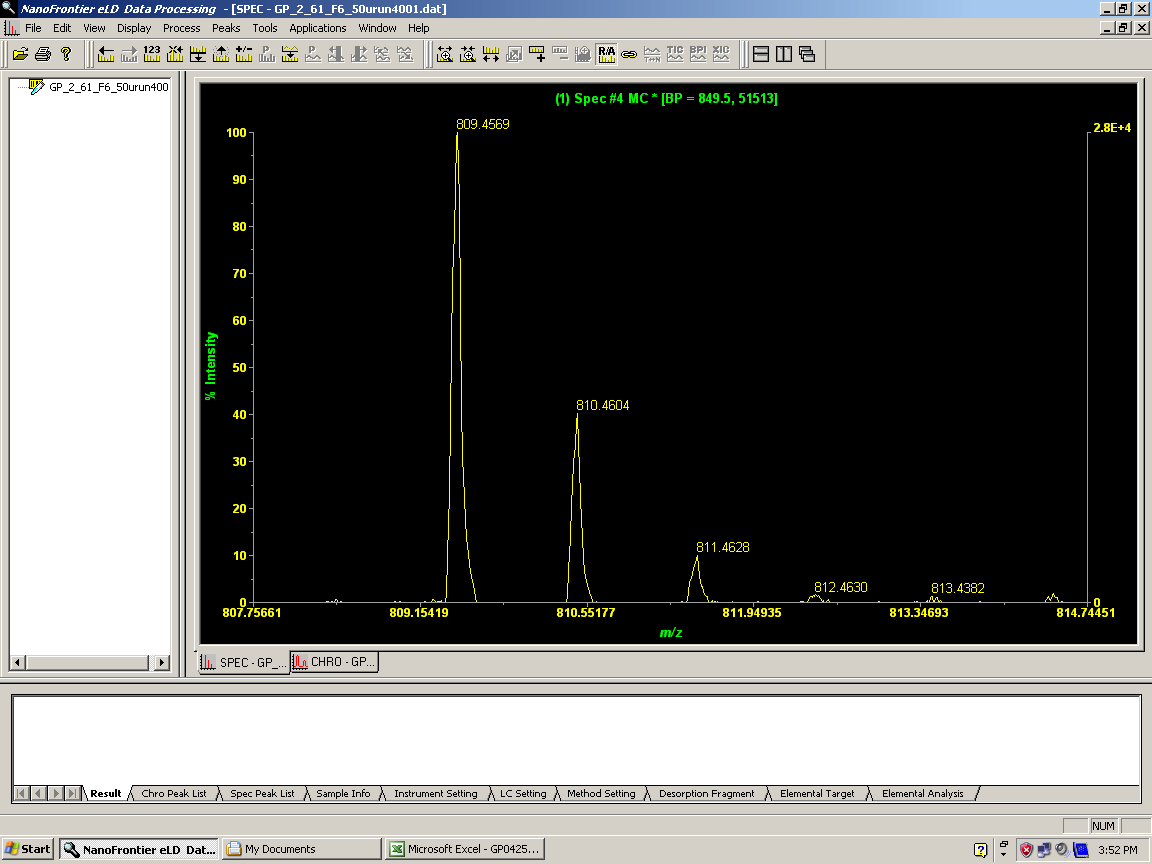 NanoFrontier eLD Data Processing - [SPEC - GP_2_61_F6_50urun4001.dat]
File Edit View Display Process Peaks Tools Applications Window Help
123 R/A TIC BPI XIC
GP_2_61_F6_50urun400
(1) Spec #4 MC * [BP = 849.5, 51513]
809.4569
100
2.8E+4
90
80
70
60
50
% Intensity
810.4604
40
30
20
811.4628
10
812.4630
813.4382
0
0
807.75661 809.15419 810.55177 811.94935 813.34693 814.74451
m/z
SPEC - GP_... CHRO - GP...
Result Chro Peak List Spec Peak List Sample Info Instrument Setting LC Setting Method Setting Desorption Fragment Elemental Target Elemental Analysis
NUM
Start NanoFrontier eLD Dat... My Documents Microsoft Excel - GP0425... 3:52 PM